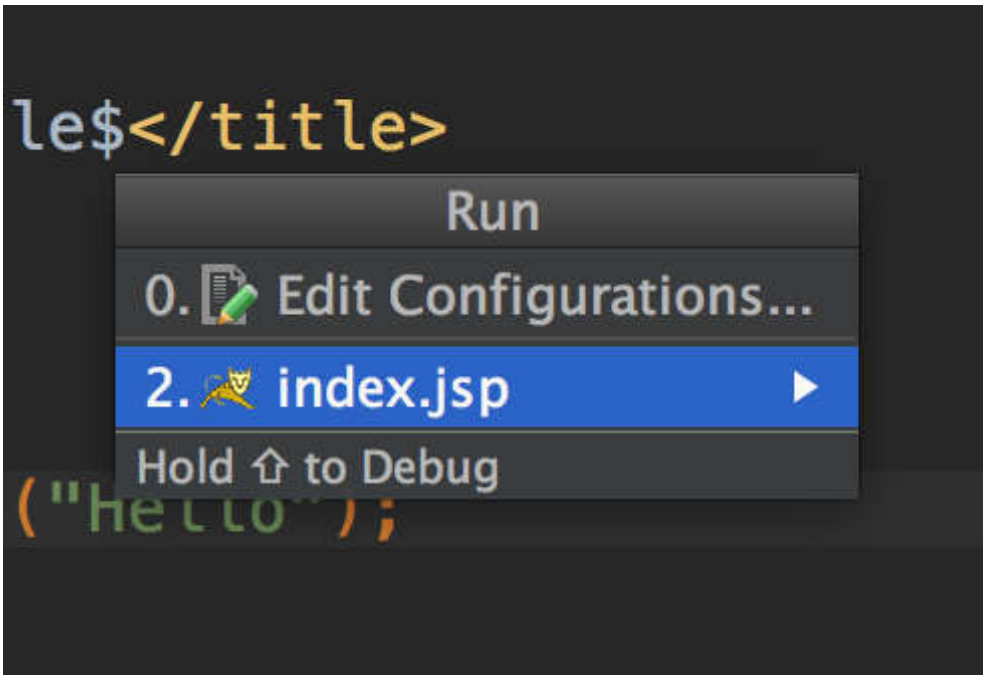 le$</title>
Run
0. Edit Configurations...
2. index.jsp
Hold ⇧ to Debug
("Hello");